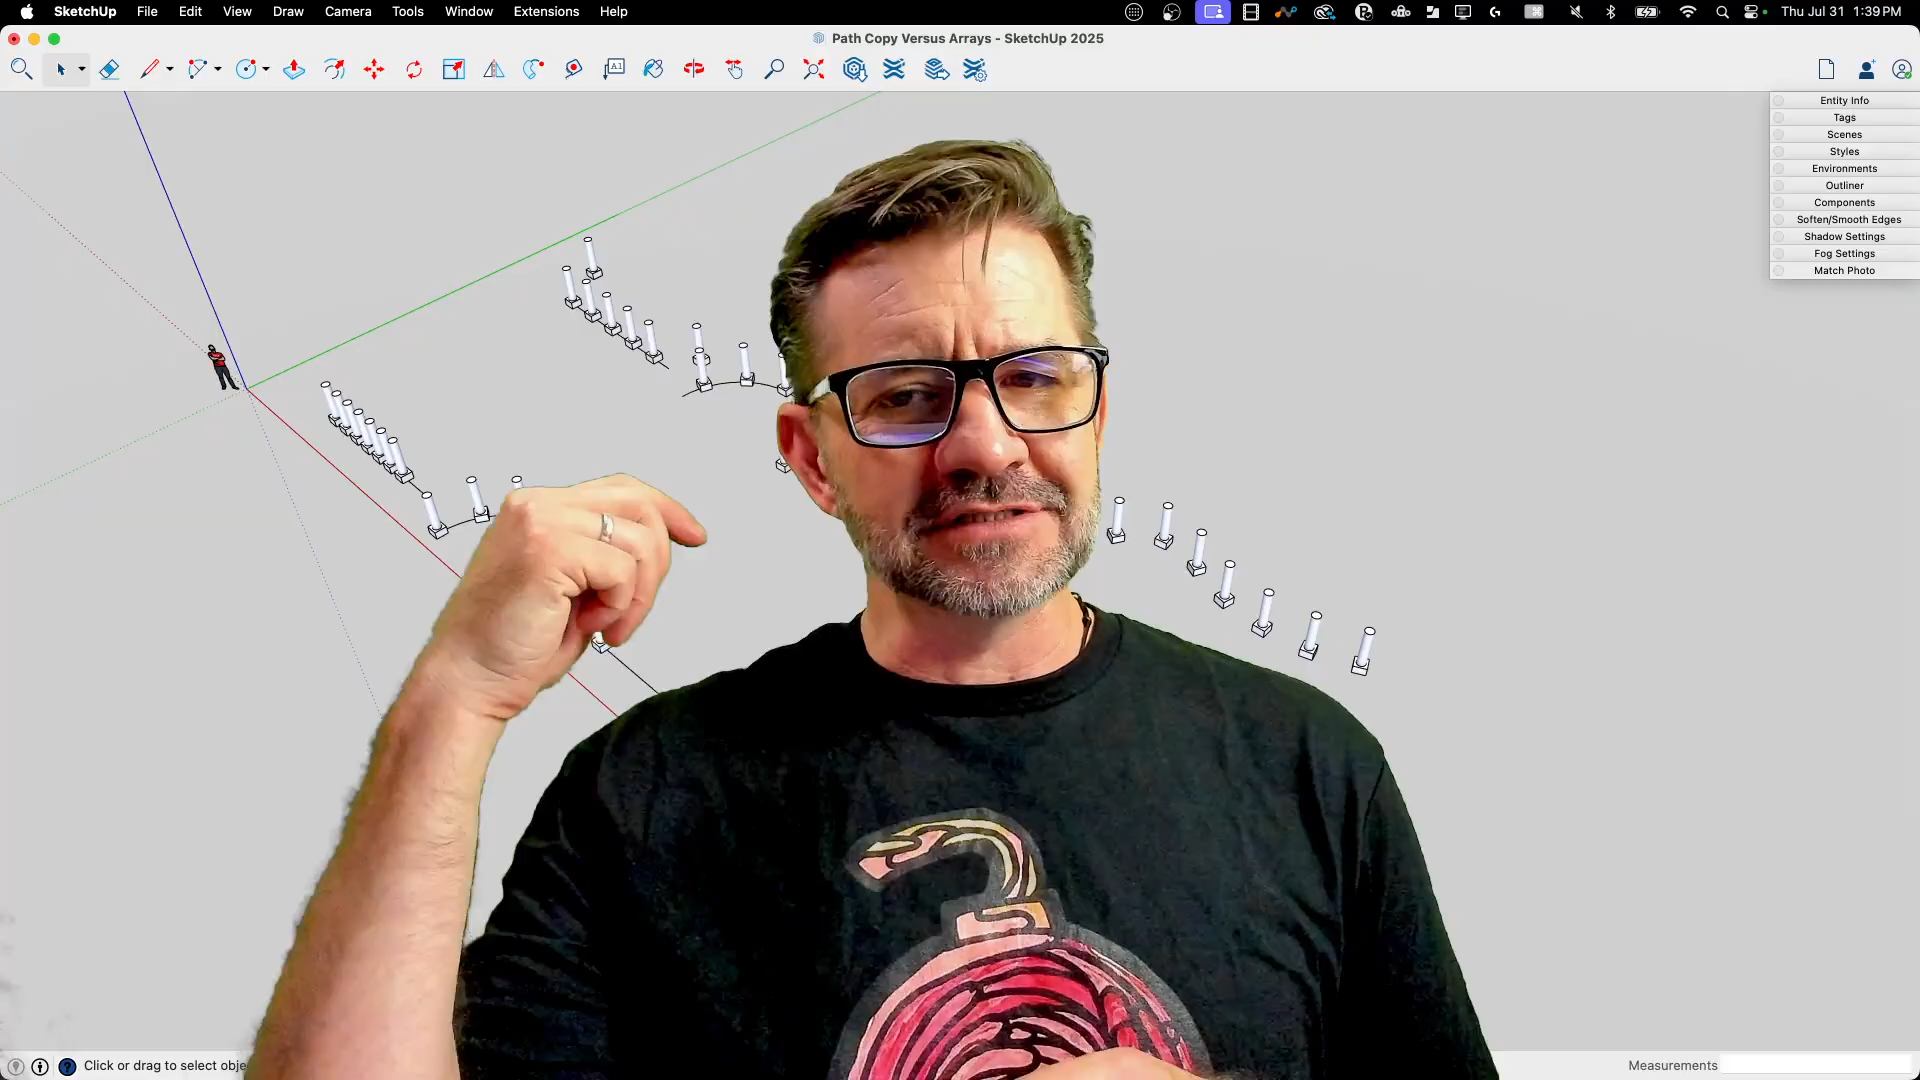 SketchUp File Edit View Draw Camera Tools Window Extensions Help Thu Jul 31 1:39 PM
Path Copy Versus Arrays - SketchUp 2025
A1
Entity Info
Tags
Scenes
Styles
Environments
Outliner
Components
Soften/Smooth Edges
Shadow Settings
Fog Settings
Match Photo
Click or drag to select obje
Measurements